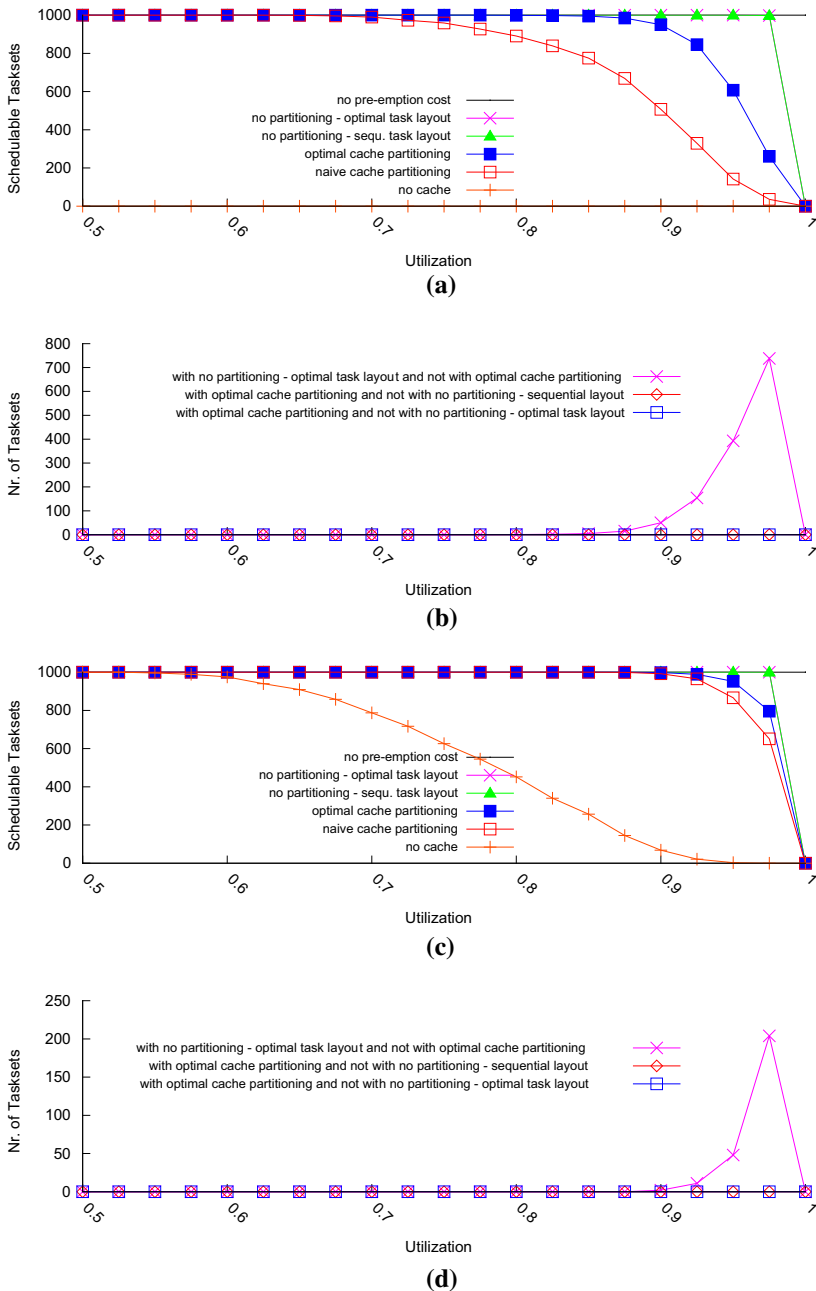 1000
800
600
400
200
0
Schedulable Tasksets
no pre-emption cost
no partitioning - optimal task layout
no partitioning - sequ. task layout
optimal cache partitioning
naive cache partitioning
no cache
0.5
0.6
0.7
0.8
0.9
1
Utilization
(a)
800
700
600
500
400
300
200
100
0
Nr. of Tasksets
with no partitioning - optimal task layout and not with optimal cache partitioning
with optimal cache partitioning and not with no partitioning - sequential layout
with optimal cache partitioning and not with no partitioning - optimal task layout
0.5
0.6
0.7
0.8
0.9
1
Utilization
(b)
1000
800
600
400
200
0
Schedulable Tasksets
no pre-emption cost
no partitioning - optimal task layout
no partitioning - sequ. task layout
optimal cache partitioning
naive cache partitioning
no cache
0.5
0.6
0.7
0.8
0.9
1
Utilization
(c)
250
200
150
100
50
0
Nr. of Tasksets
with no partitioning - optimal task layout and not with optimal cache partitioning
with optimal cache partitioning and not with no partitioning - sequential layout
with optimal cache partitioning and not with no partitioning - optimal task layout
0.5
0.6
0.7
0.8
0.9
1
Utilization
(d)